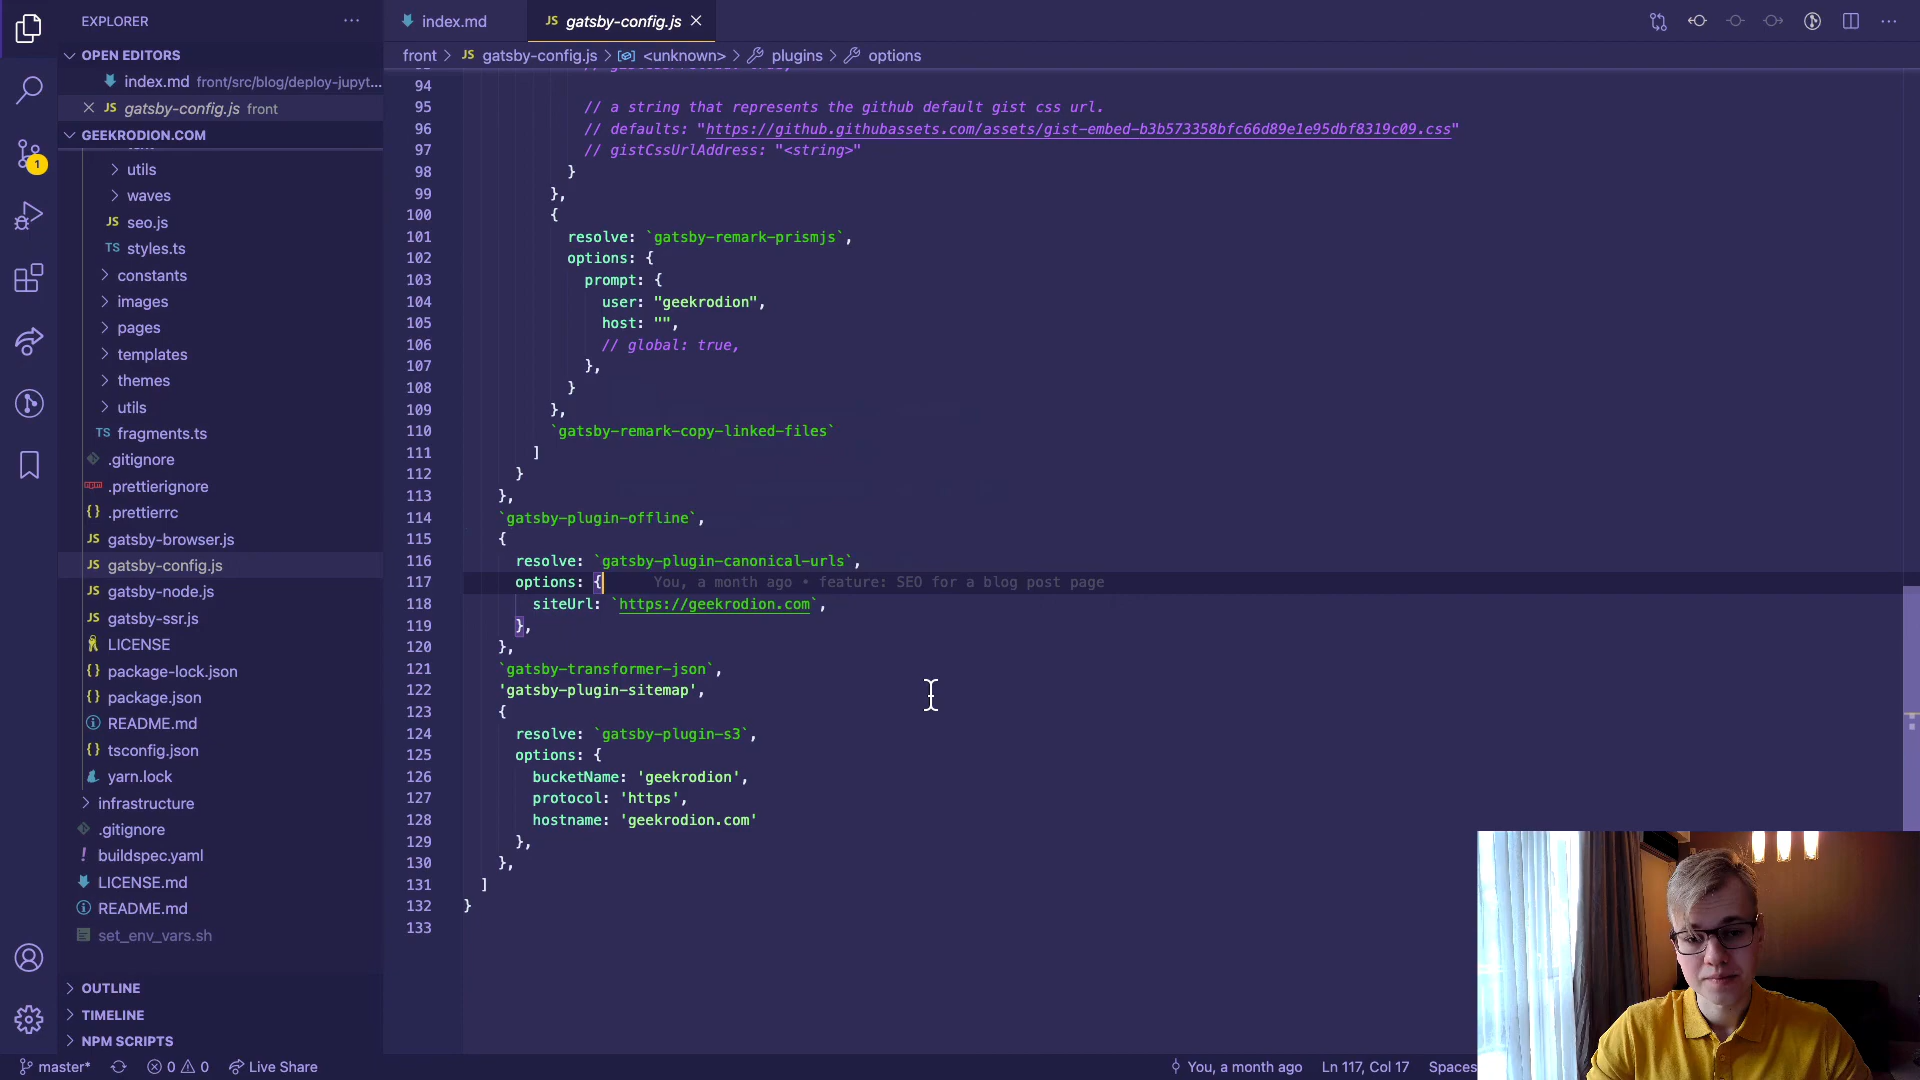 EXPLORER
OPEN EDITORS
index.md front/src/blog/deploy-jupyt...
gatsby-config.js front
GEEKRODION.COM
utils
waves
JS seo.js
TS styles.ts
constants
images
pages
templates
themes
utils
TS fragments.ts
.gitignore
.prettierignore
{} .prettierrc
JS gatsby-browser.js
JS gatsby-config.js
JS gatsby-node.js
JS gatsby-ssr.js
LICENSE
{} package-lock.json
{} package.json
README.md
{} tsconfig.json
yarn.lock
infrastructure
.gitignore
! buildspec.yaml
LICENSE.md
README.md
set_env_vars.sh
OUTLINE
TIMELINE
NPM SCRIPTS
1
index.md
JS gatsby-config.js
front > JS gatsby-config.js > <unknown> > plugins > options
94
95 // a string that represents the github default gist css url.
96 // defaults: "https://github.githubassets.com/assets/gist-embed-b3b573358bfc66d89e1e95dbf8319c09.css"
97 // gistCssUrlAddress: "<string>"
98 }
99 },
100 {
101 resolve: `gatsby-remark-prismjs`,
102 options: {
103 prompt: {
104 user: "geekrodion",
105 host: "",
106 // global: true,
107 },
108 }
109 },
110 `gatsby-remark-copy-linked-files`
111 ]
112 }
113 },
114 `gatsby-plugin-offline`,
115 {
116 resolve: `gatsby-plugin-canonical-urls`,
117 options: { You, a month ago • feature: SEO for a blog post page
118 siteUrl: `https://geekrodion.com`,
119 },
120 },
121 `gatsby-transformer-json`,
122 'gatsby-plugin-sitemap',
123 {
124 resolve: `gatsby-plugin-s3`,
125 options: {
126 bucketName: 'geekrodion',
127 protocol: 'https',
128 hostname: 'geekrodion.com'
129 },
130 },
131 ]
132 }
133
master* 0 0 Live Share
You, a month ago Ln 117, Col 17 Spaces